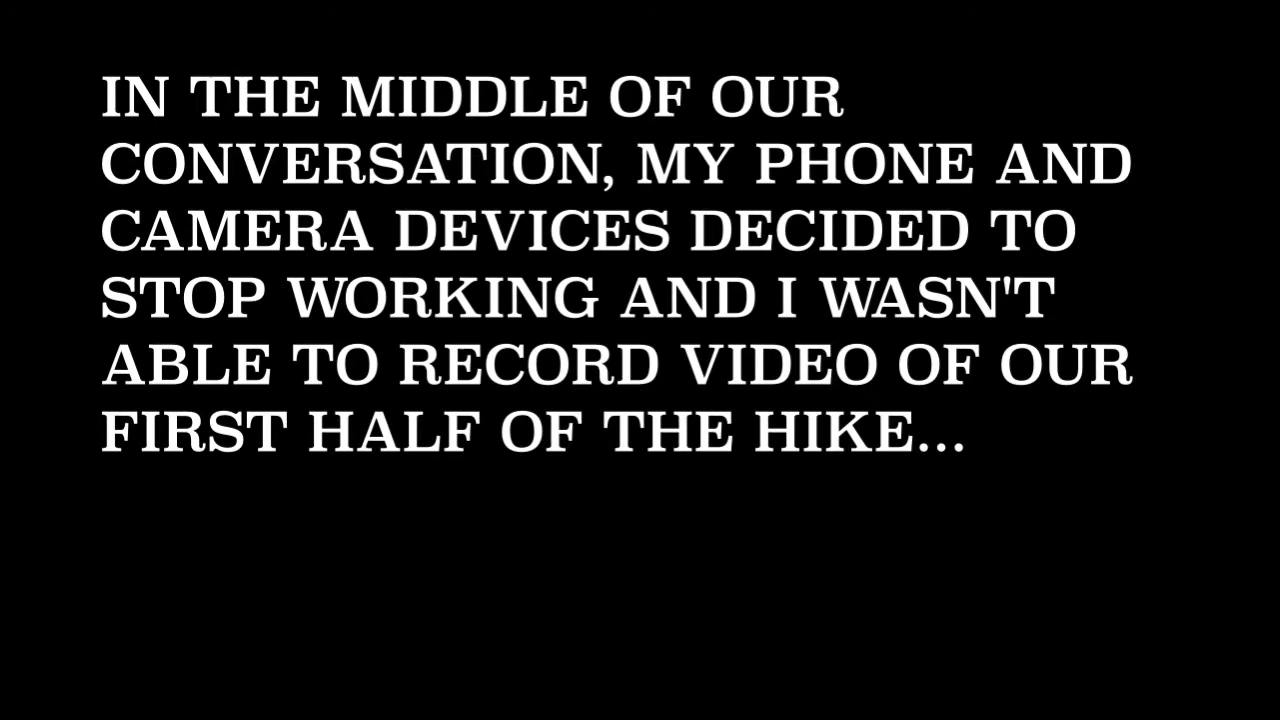 IN THE MIDDLE OF OUR
CONVERSATION, MY PHONE AND
CAMERA DEVICES DECIDED TO
STOP WORKING AND I WASN'T
ABLE TO RECORD VIDEO OF OUR
FIRST HALF OF THE HIKE...